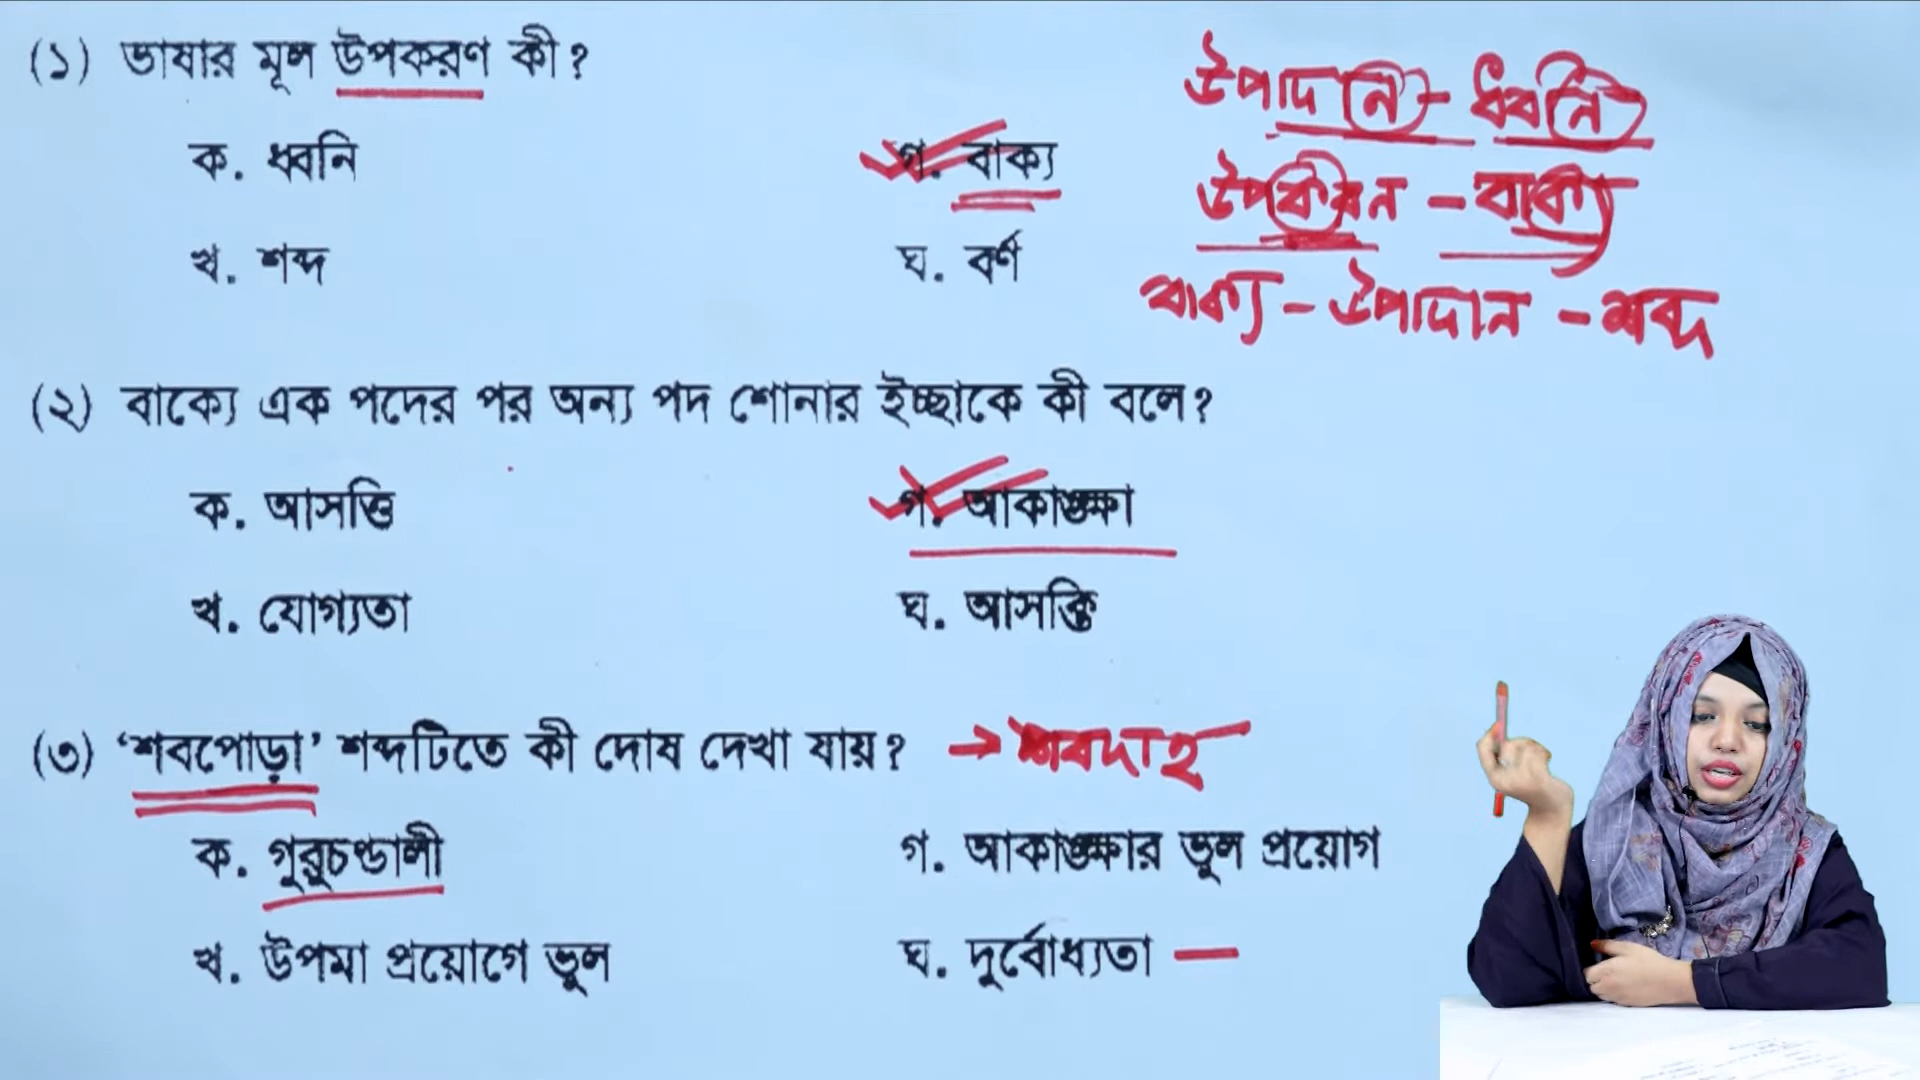 (১) ভাষার মূল উপকরণ কী?
উপাদান - ধ্বনি
ক. ধ্বনি
গ. বাক্য
উপকরন - বাক্য
খ. শব্দ
ঘ. বর্ণ
বাক্য - উপাদান - শব্দ
(২) বাক্যে এক পদের পর অন্য পদ শোনার ইচ্ছাকে কী বলে?
ক. আসত্তি
গ. আকাঙ্ক্ষা
খ. যোগ্যতা
ঘ. আসক্তি
(৩) ‘শবপোড়া’ শব্দটিতে কী দোষ দেখা যায়? → শবদাহ
ক. গুরুচণ্ডালী
গ. আকাঙ্ক্ষার ভুল প্রয়োগ
খ. উপমা প্রয়োগে ভুল
ঘ. দুর্বোধ্যতা —